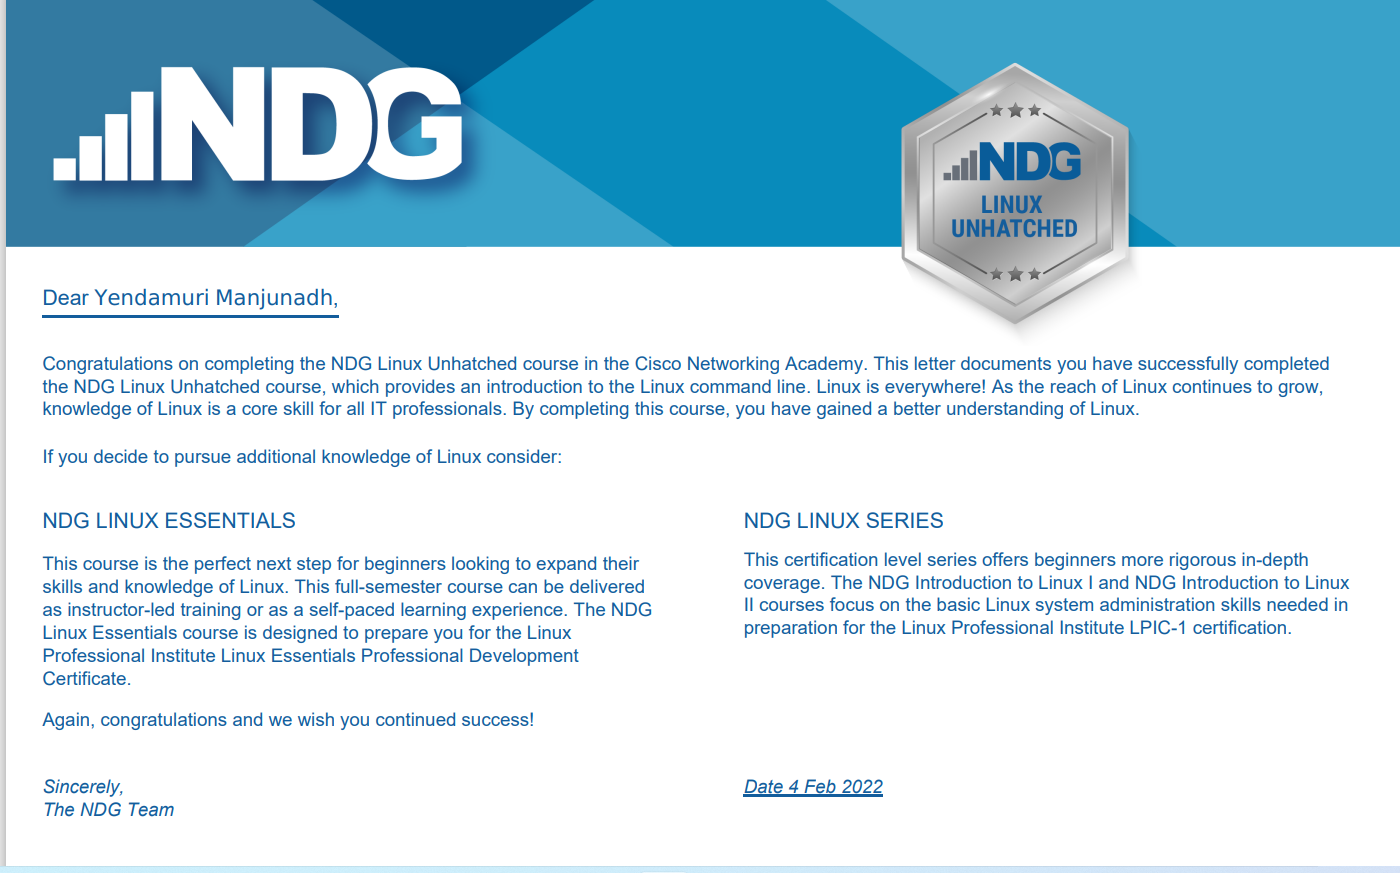 NDG
NDG
LINUX
UNHATCHED
Dear Yendamuri Manjunadh,
Congratulations on completing the NDG Linux Unhatched course in the Cisco Networking Academy. This letter documents you have successfully completed
the NDG Linux Unhatched course, which provides an introduction to the Linux command line. Linux is everywhere! As the reach of Linux continues to grow,
knowledge of Linux is a core skill for all IT professionals. By completing this course, you have gained a better understanding of Linux.
If you decide to pursue additional knowledge of Linux consider:
NDG LINUX ESSENTIALS
This course is the perfect next step for beginners looking to expand their
skills and knowledge of Linux. This full-semester course can be delivered
as instructor-led training or as a self-paced learning experience. The NDG
Linux Essentials course is designed to prepare you for the Linux
Professional Institute Linux Essentials Professional Development
Certificate.
Again, congratulations and we wish you continued success!
NDG LINUX SERIES
This certification level series offers beginners more rigorous in-depth
coverage. The NDG Introduction to Linux I and NDG Introduction to Linux
II courses focus on the basic Linux system administration skills needed in
preparation for the Linux Professional Institute LPIC-1 certification.
Sincerely,
The NDG Team
Date 4 Feb 2022